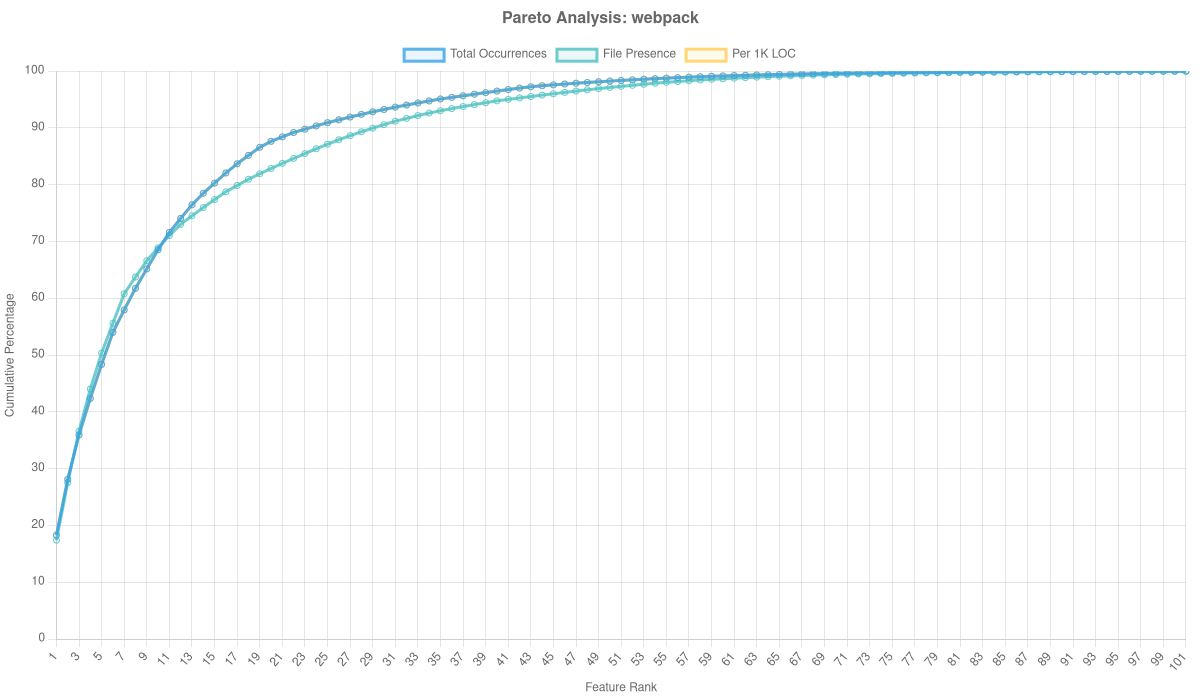 Pareto Analysis: webpack
Total Occurrences File Presence Per 1K LOC
100
90
80
70
60
50
40
30
20
10
0
Cumulative Percentage
1 3 5 7 9 11 13 15 17 19 21 23 25 27 29 31 33 35 37 39 41 43 45 47 49 51 53 55 57 59 61 63 65 67 69 71 73 75 77 79 81 83 85 87 89 91 93 95 97 99 101
Feature Rank